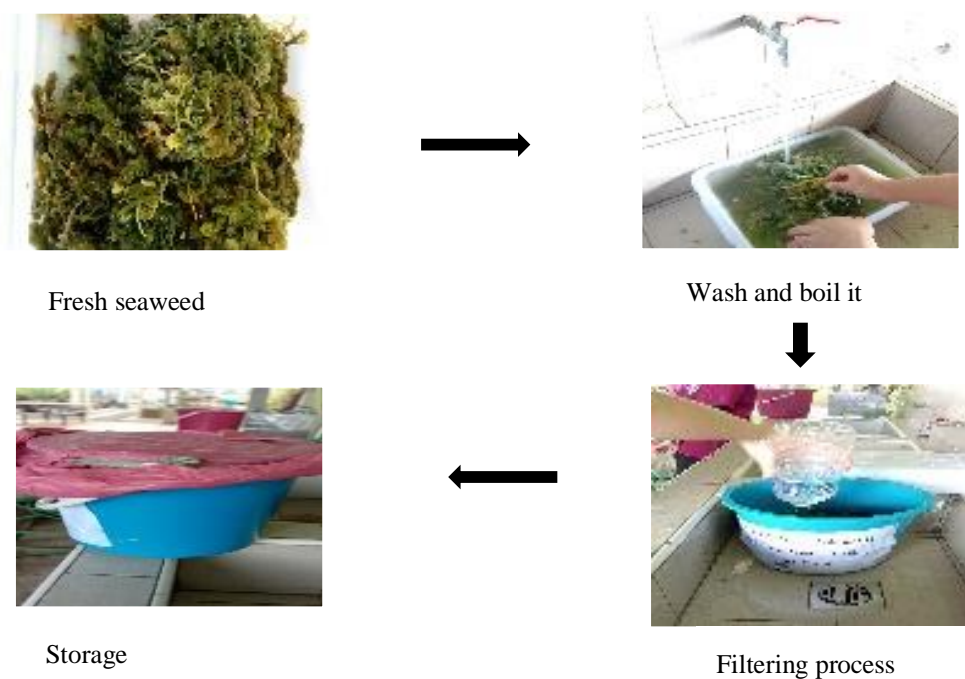 Fresh seaweed
Wash and boil it
Filtering process
Storage